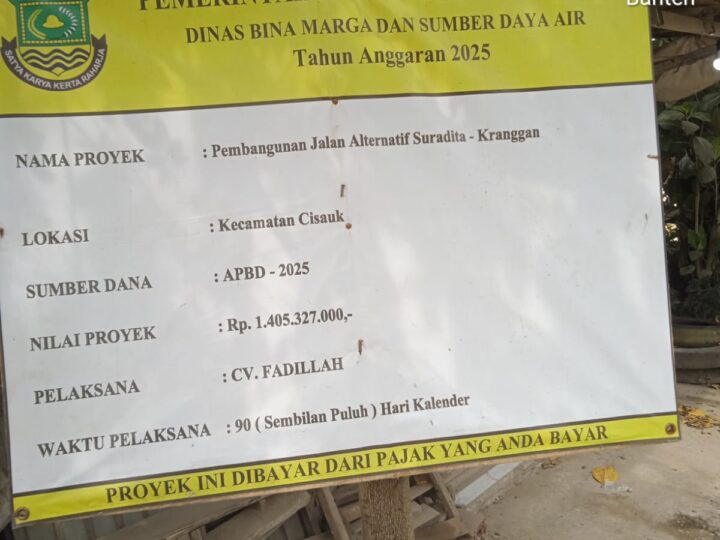 Banten
DINAS BINA MARGA DAN SUMBER DAYA AIR
Tahun Anggaran 2025
SATYA KARYA KERTA RAHARJA
NAMA PROYEK : Pembangunan Jalan Alternatif Suradita - Kranggan
LOKASI : Kecamatan Cisauk
SUMBER DANA : APBD - 2025
NILAI PROYEK : Rp. 1.405.327.000,-
PELAKSANA : CV. FADILLAH
WAKTU PELAKSANA : 90 ( Sembilan Puluh ) Hari Kalender
PROYEK INI DIBAYAR DARI PAJAK YANG ANDA BAYAR